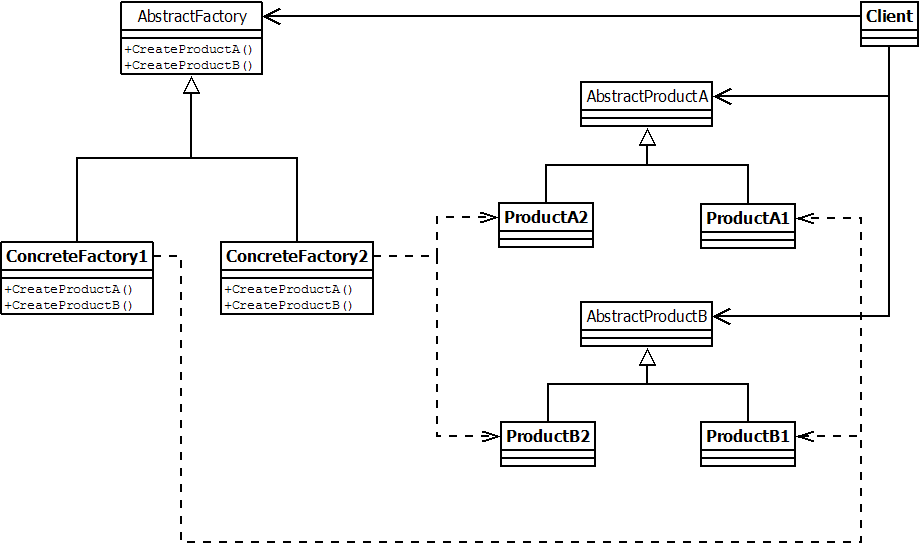 AbstractFactory
+CreateProductA()
+CreateProductB()
Client
AbstractProductA
ProductA2
ProductA1
ConcreteFactory1
+CreateProductA()
+CreateProductB()
ConcreteFactory2
+CreateProductA()
+CreateProductB()
AbstractProductB
ProductB2
ProductB1